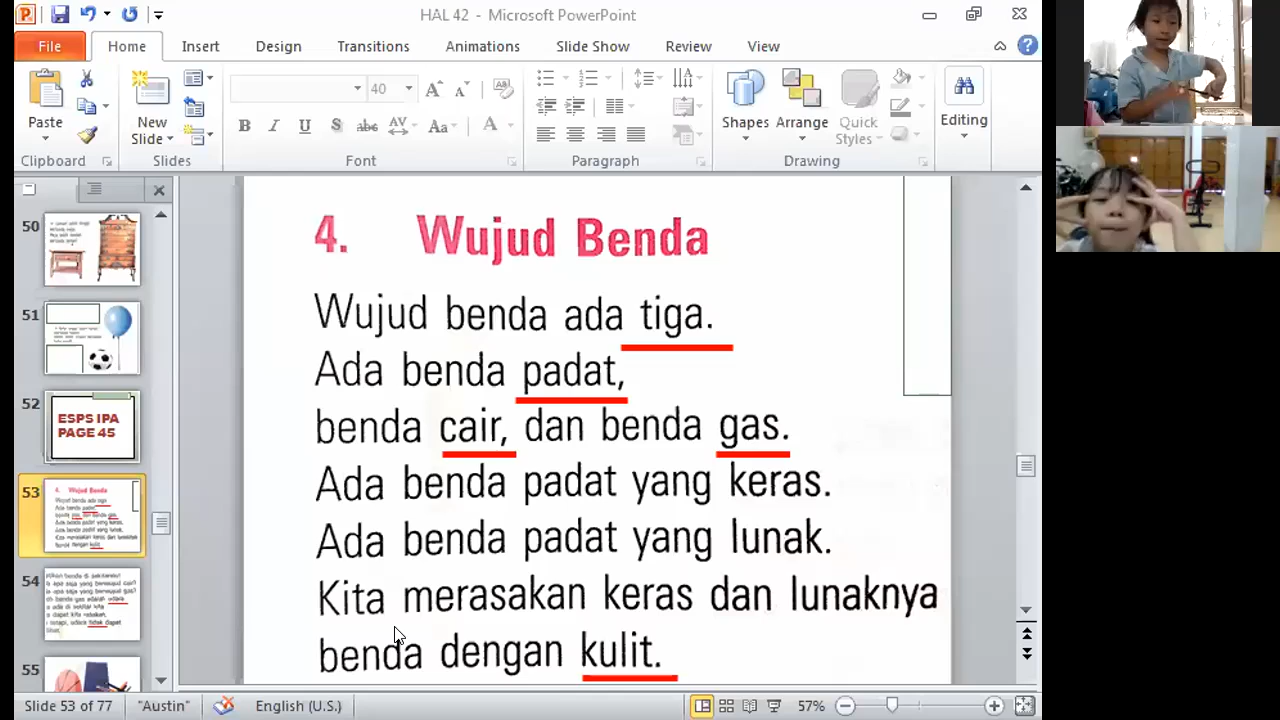 HAL 42 - Microsoft PowerPoint
File Home Insert Design Transitions Animations Slide Show Review View
40
Paste
New
Slide
Shapes Arrange Quick
Styles
Editing
Clipboard Slides Font Paragraph Drawing
50
51
52
ESPS IPA
PAGE 45
53
54
55
4. Wujud Benda
Wujud benda ada tiga.
Ada benda padat,
benda cair, dan benda gas.
Ada benda padat yang keras.
Ada benda padat yang lunak.
Kita merasakan keras dan lunaknya
benda dengan kulit.
Slide 53 of 77 "Austin" English (U.S.) 57%